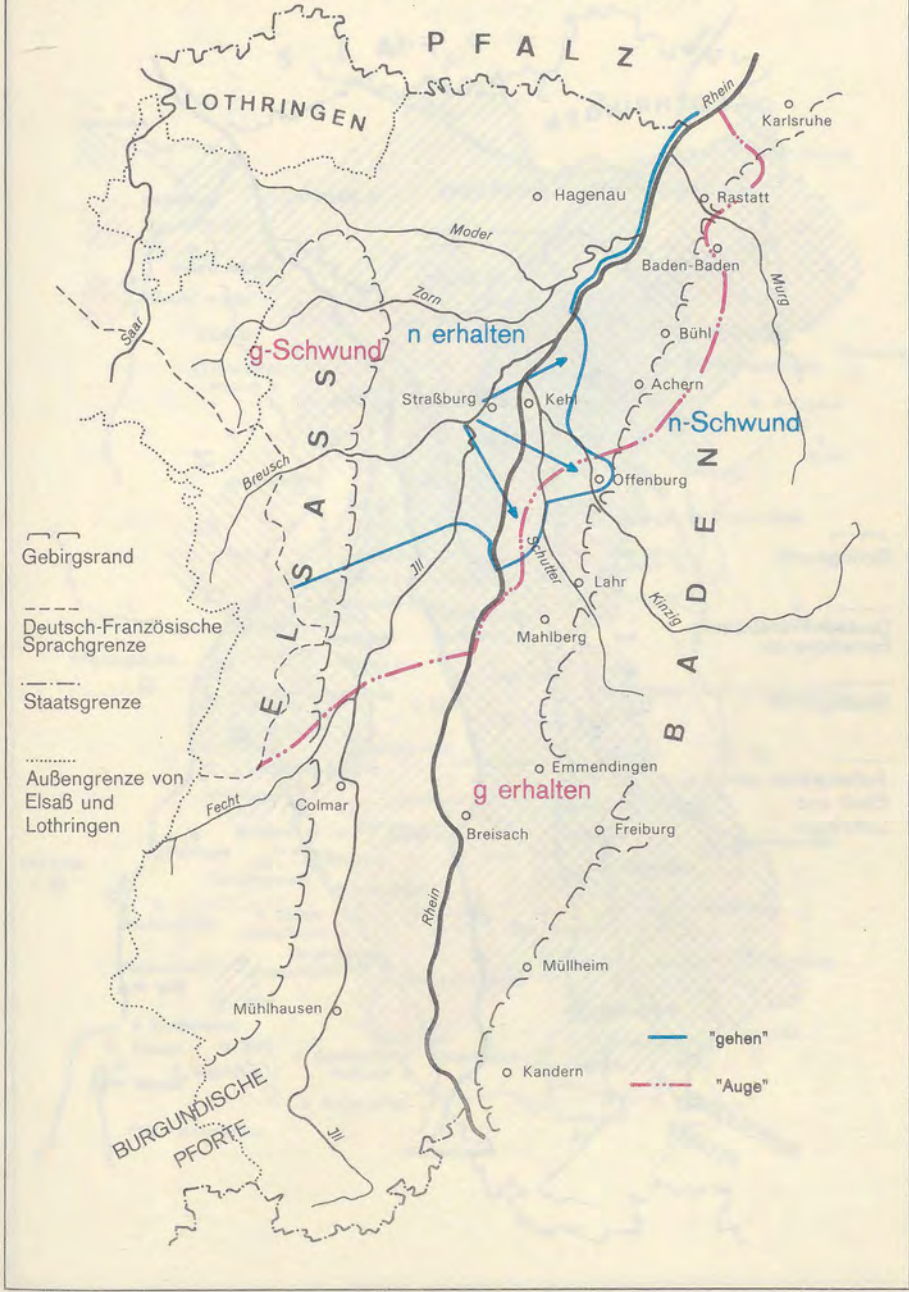 PFALZ
LOTHRINGEN
Rhein
Karlsruhe
Hagenau
Rastatt
Moder
Baden-Baden
Murg
Zorn
Saar
n erhalten
g-Schwund
Bühl
Achern
Straßburg
Kehl
n-Schwund
Breusch
Offenburg
ELSASS
BADEN
Gebirgsrand
Jll
Schutter
Lahr
Kinzig
Deutsch-Französische
Sprachgrenze
Mahlberg
Staatsgrenze
Außengrenze von
Elsaß und
Lothringen
Emmendingen
g erhalten
Fecht
Colmar
Breisach
Freiburg
Rhein
Müllheim
Mühlhausen
"gehen"
Kandern
"Auge"
BURGUNDISCHE
PFORTE
Jll